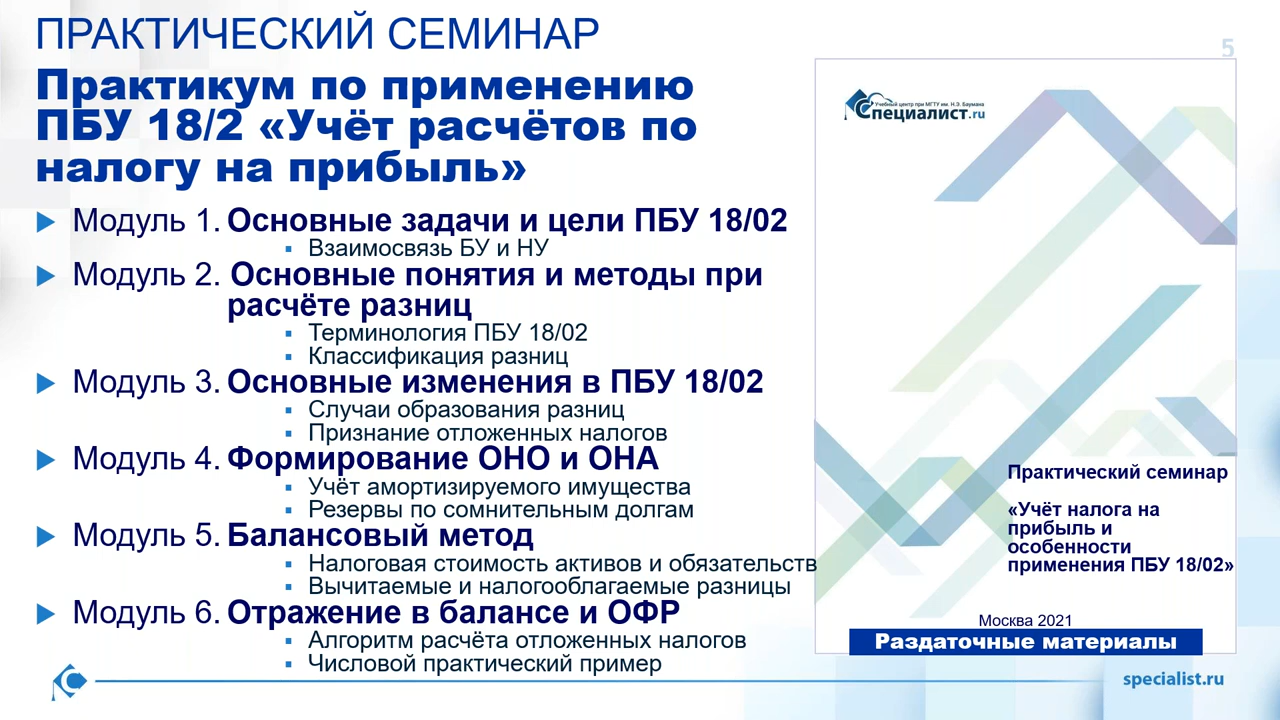 ПРАКТИЧЕСКИЙ СЕМИНАР
5
Практикум по применению
ПБУ 18/2 «Учёт расчётов по
налогу на прибыль»
Модуль 1. Основные задачи и цели ПБУ 18/02
Взаимосвязь БУ и НУ
Модуль 2. Основные понятия и методы при
расчёте разниц
Терминология ПБУ 18/02
Классификация разниц
Модуль 3. Основные изменения в ПБУ 18/02
Случаи образования разниц
Признание отложенных налогов
Модуль 4. Формирование ОНО и ОНА
Учёт амортизируемого имущества
Резервы по сомнительным долгам
Модуль 5. Балансовый метод
Налоговая стоимость активов и обязательств
Вычитаемые и налогооблагаемые разницы
Модуль 6. Отражение в балансе и ОФР
Алгоритм расчёта отложенных налогов
Числовой практический пример
Учебный центр при МГТУ им. Н.Э. Баумана
Специалист.ru
Практический семинар
«Учёт налога на
прибыль и
особенности
применения ПБУ 18/02»
Москва 2021
Раздаточные материалы
specialist.ru